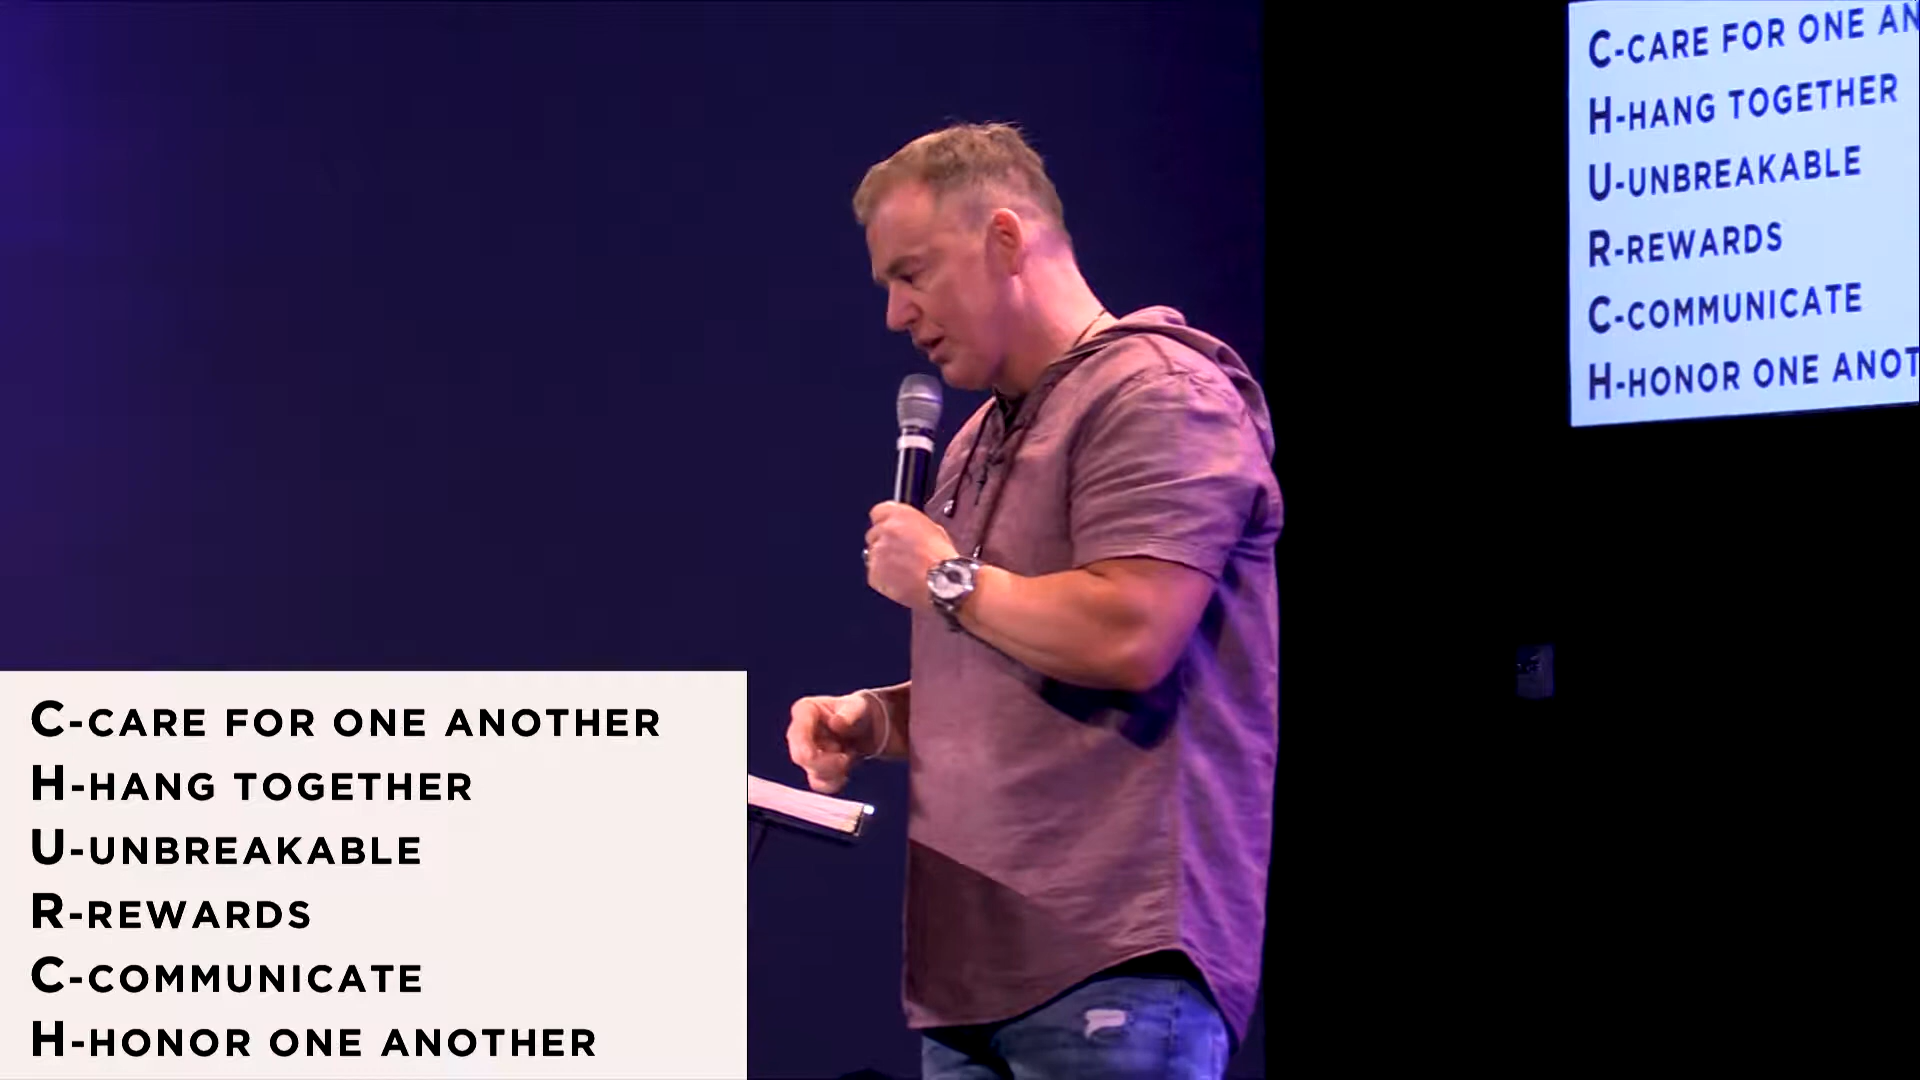 C-CARE FOR ONE AN
H-HANG TOGETHER
U-UNBREAKABLE
R-REWARDS
C-COMMUNICATE
H-HONOR ONE ANOT
C-CARE FOR ONE ANOTHER
H-HANG TOGETHER
U-UNBREAKABLE
R-REWARDS
C-COMMUNICATE
H-HONOR ONE ANOTHER